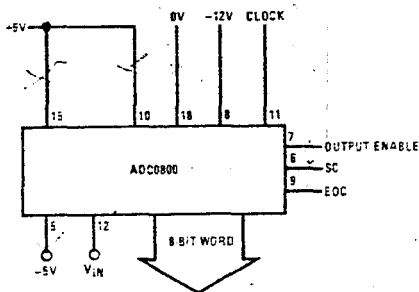 +5V 0V -12V CLOCK
15 10 18 8 11
ADC0800
7 OUTPUT ENABLE
6 SC
9 EOC
5 12 8-BIT WORD
-5V VIN